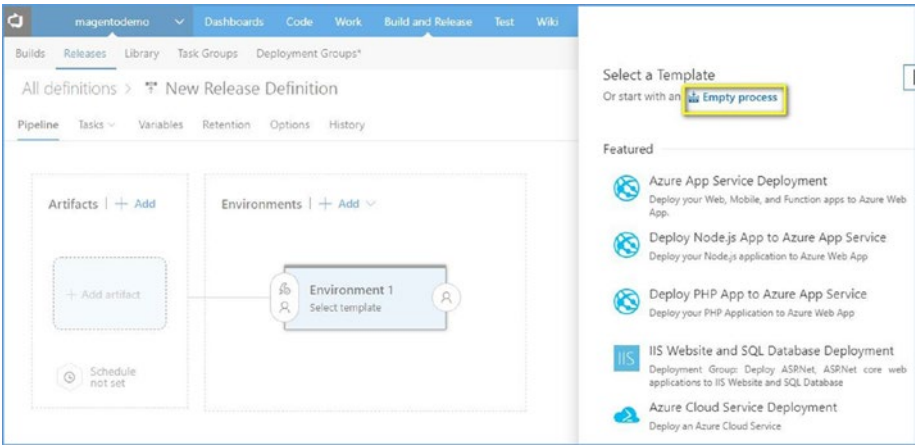 magentodemo Dashboards Code Work Build and Release Test Wiki
Builds Releases Library Task Groups Deployment Groups*
All definitions > New Release Definition
Pipeline Tasks Variables Retention Options History
Artifacts | + Add
Environments | + Add
+ Add artifact
Environment 1
Select template
Schedule
not set
Select a Template
Or start with an Empty process
Featured
Azure App Service Deployment
Deploy your Web, Mobile, and Function apps to Azure Web
App.
Deploy Node.js App to Azure App Service
Deploy your Node.js application to Azure Web App
Deploy PHP App to Azure App Service
Deploy your PHP Application to Azure Web App
IIS
IIS Website and SQL Database Deployment
Deployment Group: Deploy ASP.Net, ASP.Net core web
applications to IIS Website and SQL Database
Azure Cloud Service Deployment
Deploy an Azure Cloud Service